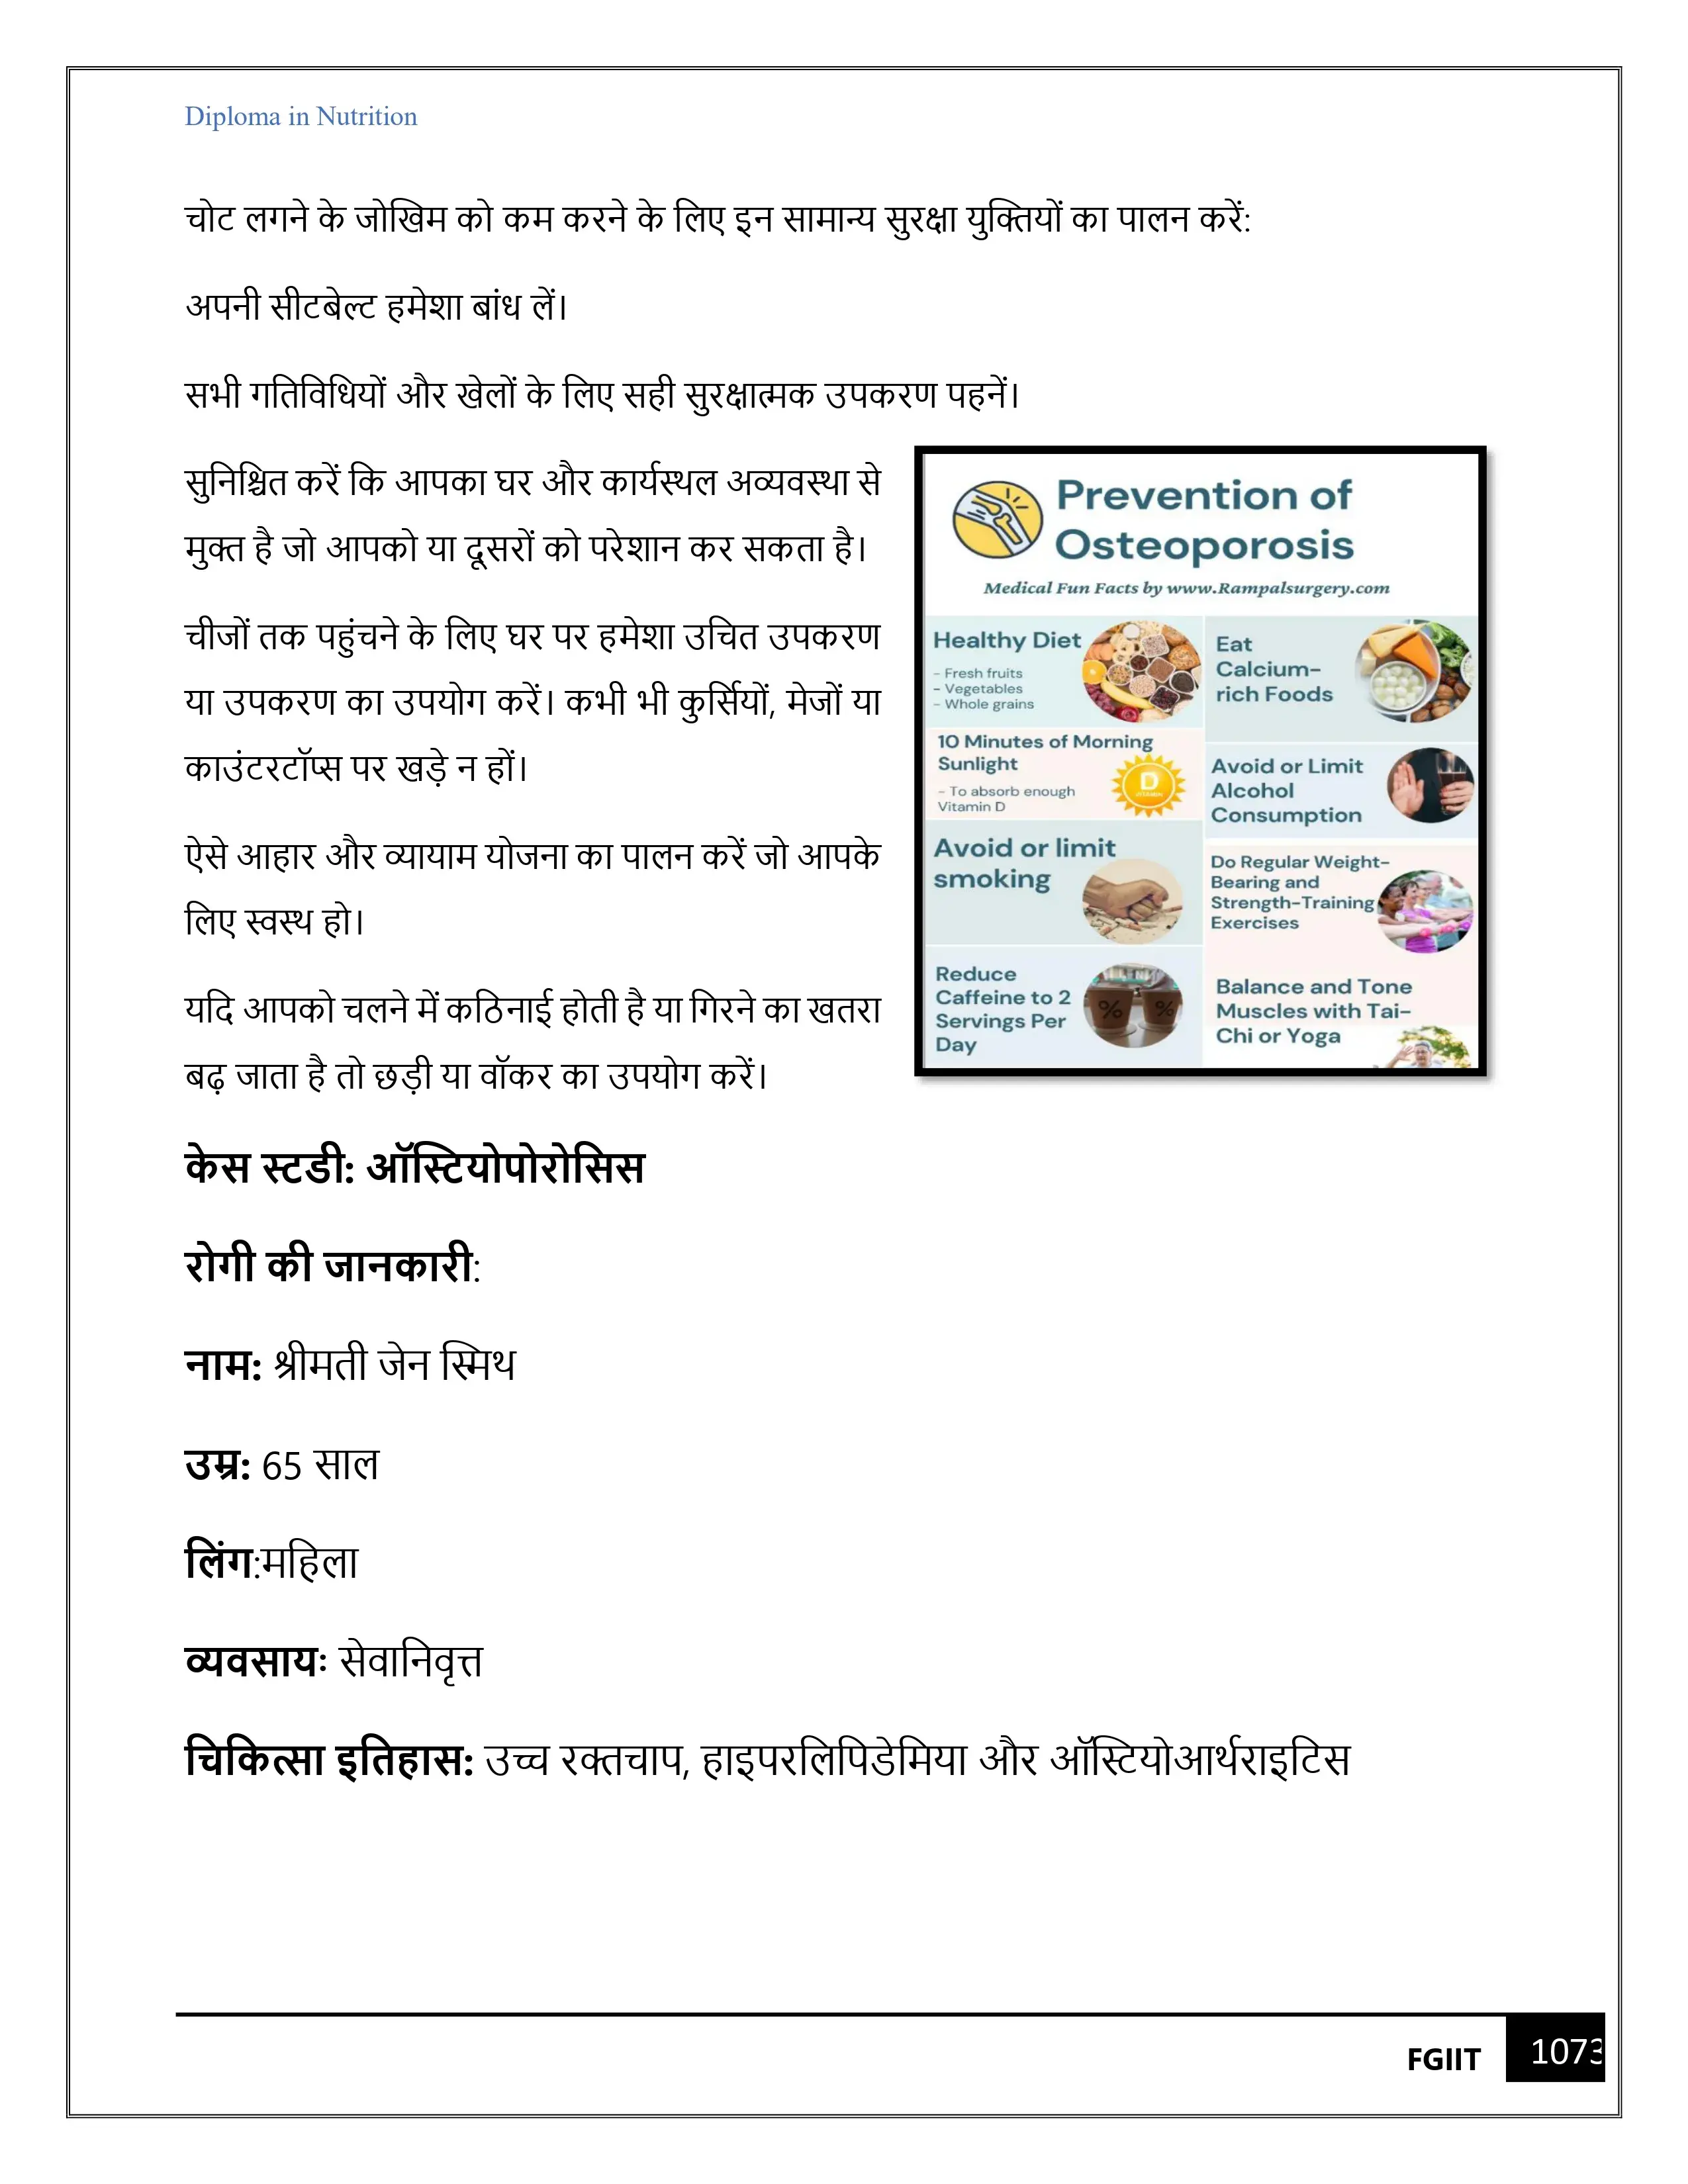 Diploma in Nutrition
चोट लगने के जोखिम को कम करने के लिए इन सामान्य सुरक्षा युक्तियों का पालन करें:
अपनी सीटबेल्ट हमेशा बांध लें।
सभी गतिविधियों और खेलों के लिए सही सुरक्षात्मक उपकरण पहनें।
सुनिश्चित करें कि आपका घर और कार्यस्थल अव्यवस्था से
मुक्त है जो आपको या दूसरों को परेशान कर सकता है।
चीजों तक पहुंचने के लिए घर पर हमेशा उचित उपकरण
या उपकरण का उपयोग करें। कभी भी कुर्सियों, मेजों या
काउंटरटॉप्स पर खड़े न हों।
ऐसे आहार और व्यायाम योजना का पालन करें जो आपके
लिए स्वस्थ हो।
यदि आपको चलने में कठिनाई होती है या गिरने का खतरा
बढ़ जाता है तो छड़ी या वॉकर का उपयोग करें।
Prevention of
Osteoporosis
Medical Fun Facts by www.Rampalsurgery.com
Healthy Diet
- Fresh fruits
- Vegetables
- Whole grains
Eat
Calcium-
rich Foods
10 Minutes of Morning
Sunlight
- To absorb enough
Vitamin D
D
VITAMIN
Avoid or Limit
Alcohol
Consumption
Avoid or limit
smoking
Do Regular Weight-
Bearing and
Strength-Training
Exercises
Reduce
Caffeine to 2
Servings Per
Day
% %
Balance and Tone
Muscles with Tai-
Chi or Yoga
केस स्टडी: ऑस्टियोपोरोसिस
रोगी की जानकारी:
नाम: श्रीमती जेन स्मिथ
उम्र: 65 साल
लिंग:महिला
व्यवसायः सेवानिवृत्त
चिकित्सा इतिहास: उच्च रक्तचाप, हाइपरलिपिडेमिया और ऑस्टियोआर्थराइटिस
FGIIT 1073